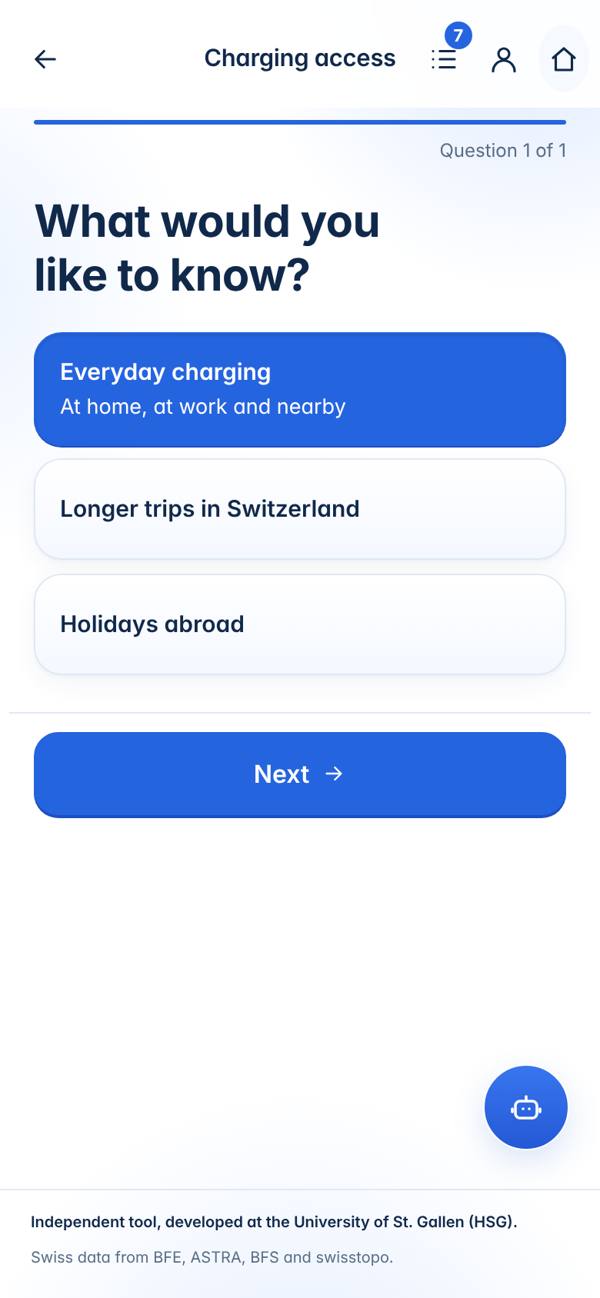 Charging access
7
Question 1 of 1
What would you
like to know?
Everyday charging
At home, at work and nearby
Longer trips in Switzerland
Holidays abroad
Next
Independent tool, developed at the University of St. Gallen (HSG).
Swiss data from BFE, ASTRA, BFS and swisstopo.